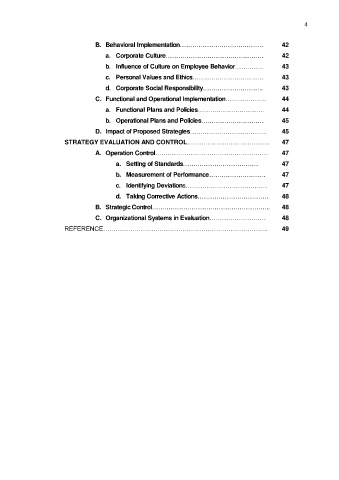 4
B. Behavioral Implementation………………………………………. 42
a. Corporate Culture…………………………………………… 42
b. Influence of Culture on Employee Behavior…………… 43
c. Personal Values and Ethics……………………………… 43
d. Corporate Social Responsibility………………………… 43
C. Functional and Operational Implementation………………… 44
a. Functional Plans and Policies…………………………… 44
b. Operational Plans and Policies…………………………… 45
D. Impact of Proposed Strategies………………………………… 45
STRATEGY EVALUATION AND CONTROL…………………………………… 47
A. Operation Control………………………………………………… 47
a. Setting of Standards………………………………… 47
b. Measurement of Performance………………………… 47
c. Identifying Deviations…………………………………… 47
d. Taking Corrective Actions……………………………… 48
B. Strategic Control…………………………………………………… 48
C. Organizational Systems in Evaluation………………………… 48
REFERENCE………………………………………………………………………… 49